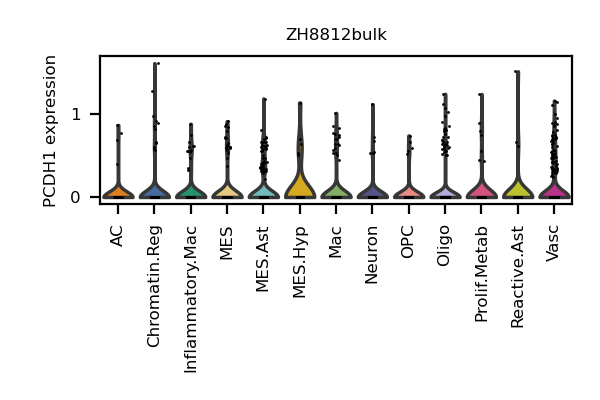 ZH8812bulk
PCDH1 expression
1
0
AC
Chromatin.Reg
Inflammatory.Mac
MES
MES.Ast
MES.Hyp
Mac
Neuron
OPC
Oligo
Prolif.Metab
Reactive.Ast
Vasc